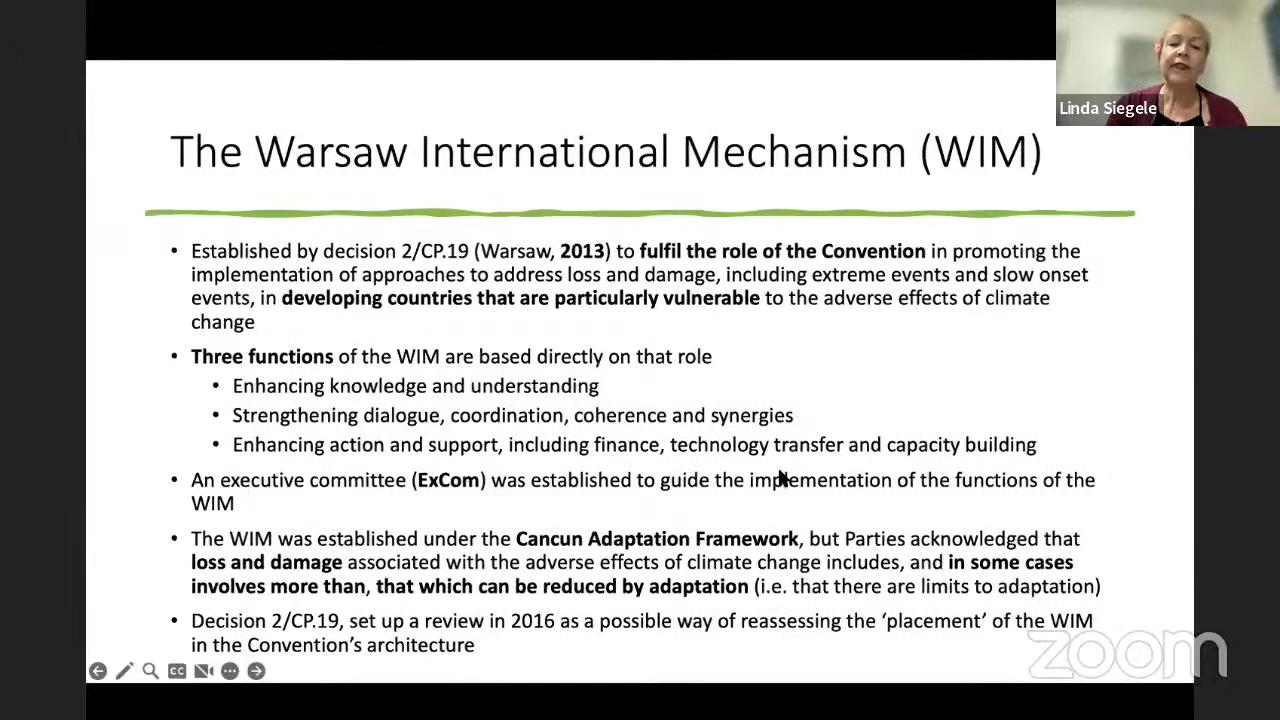 Linda Siegele
The Warsaw International Mechanism (WIM)
• Established by decision 2/CP.19 (Warsaw, 2013) to fulfil the role of the Convention in promoting the
implementation of approaches to address loss and damage, including extreme events and slow onset
events, in developing countries that are particularly vulnerable to the adverse effects of climate
change
• Three functions of the WIM are based directly on that role
• Enhancing knowledge and understanding
• Strengthening dialogue, coordination, coherence and synergies
• Enhancing action and support, including finance, technology transfer and capacity building
• An executive committee (ExCom) was established to guide the implementation of the functions of the
WIM
• The WIM was established under the Cancun Adaptation Framework, but Parties acknowledged that
loss and damage associated with the adverse effects of climate change includes, and in some cases
involves more than, that which can be reduced by adaptation (i.e. that there are limits to adaptation)
• Decision 2/CP.19, set up a review in 2016 as a possible way of reassessing the ‘placement’ of the WIM
in the Convention’s architecture
zoom
CC